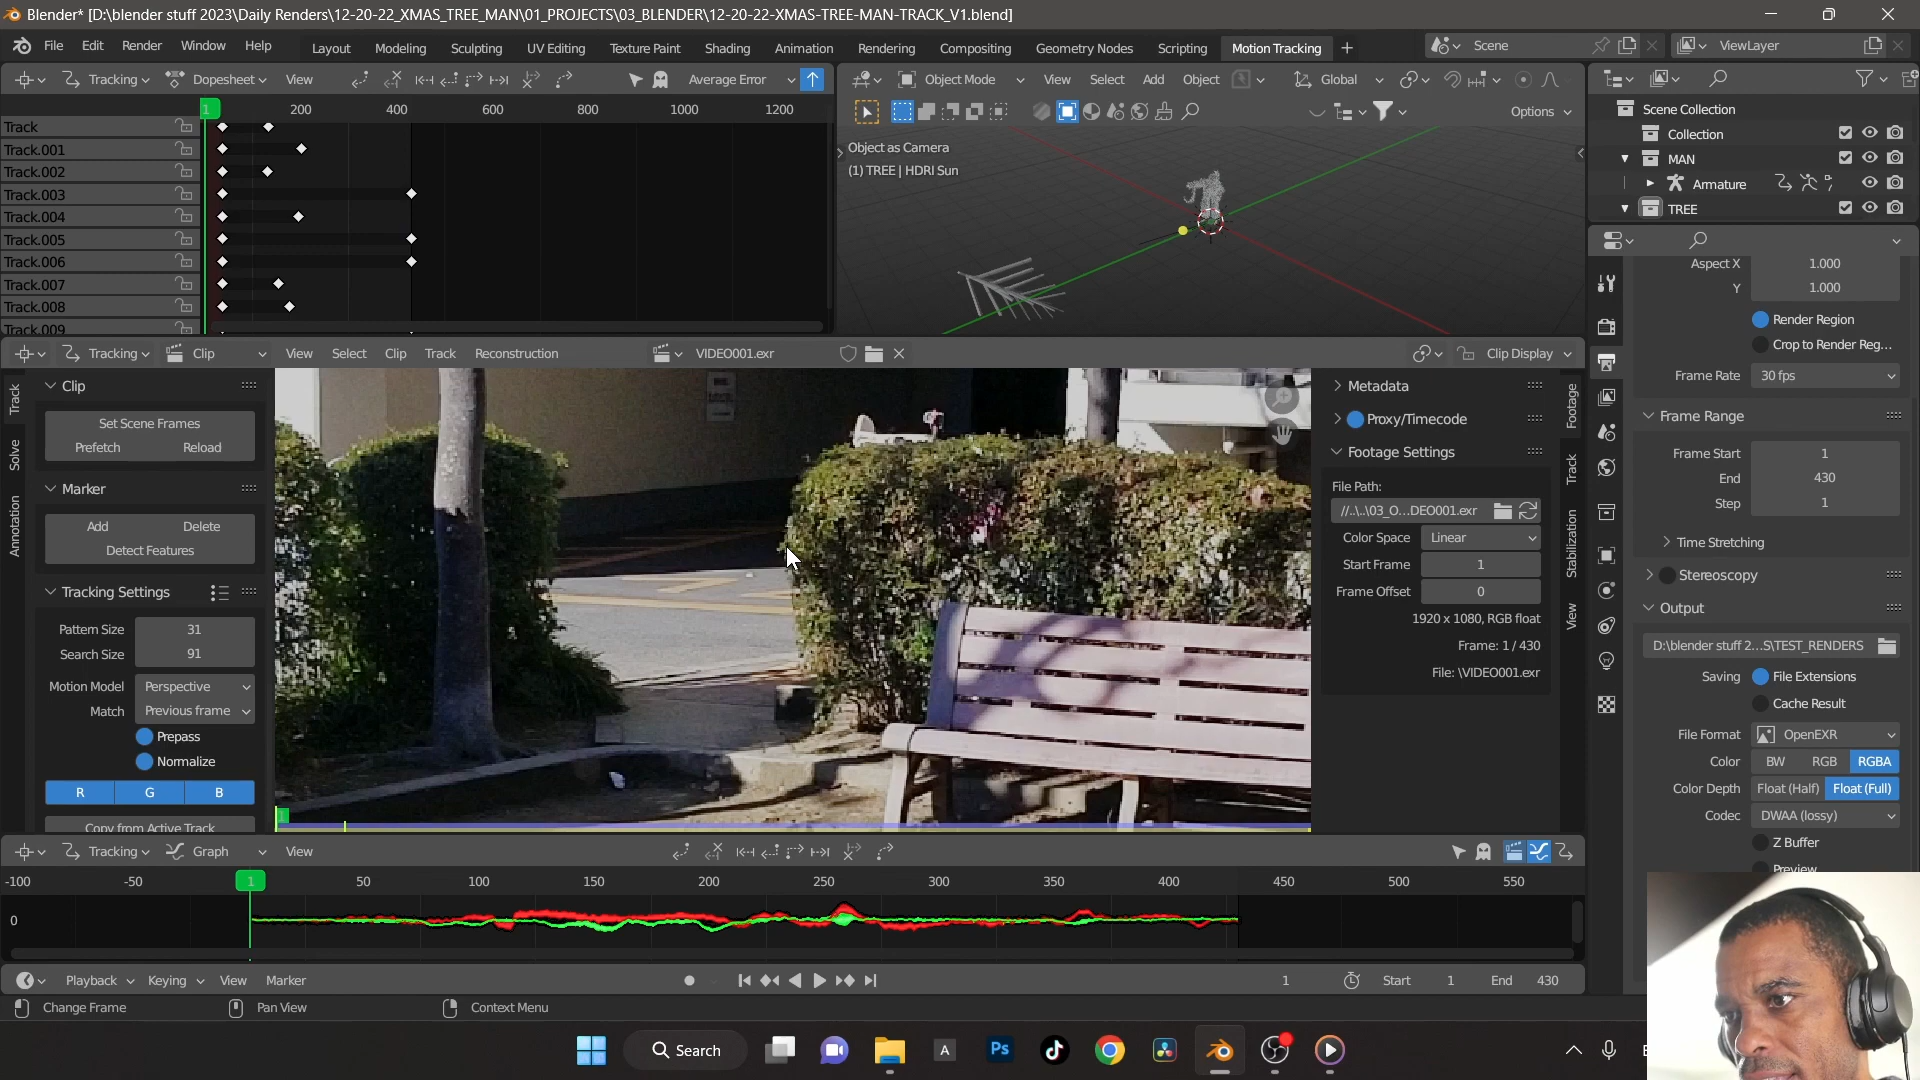 Blender* [D:\blender stuff 2023\Daily Renders\12-20-22_XMAS_TREE_MAN\01_PROJECTS\03_BLENDER\12-20-22-XMAS-TREE-MAN-TRACK_V1.blend]
File Edit Render Window Help Layout Modeling Sculpting UV Editing Texture Paint Shading Animation Rendering Compositing Geometry Nodes Scripting Motion Tracking + Scene ViewLayer
Tracking Dopesheet View Average Error Object Mode View Select Add Object Global
1 200 400 600 800 1000 1200 Options
Track
Track.001
Track.002
Track.003
Track.004
Track.005
Track.006
Track.007
Track.008
Track.009
Object as Camera
(1) TREE | HDRI Sun
Scene Collection
Collection
MAN
Armature
TREE
Tracking Clip View Select Clip Track Reconstruction VIDEO001.exr Clip Display
Track
Solve
Annotation
Clip
Set Scene Frames
Prefetch Reload
Marker
Add Delete
Detect Features
Tracking Settings
Pattern Size 31
Search Size 91
Motion Model Perspective
Match Previous frame
Prepass
Normalize
R G B
Copy from Active Track
1
Metadata
Proxy/Timecode
Footage Settings
File Path:
//..\..\03_O...DEO001.exr
Color Space Linear
Start Frame 1
Frame Offset 0
1920 x 1080, RGB float
Frame: 1 / 430
File: \VIDEO001.exr
Footage
Track
Stabilization
View
Aspect X 1.000
Y 1.000
Render Region
Crop to Render Reg...
Frame Rate 30 fps
Frame Range
Frame Start 1
End 430
Step 1
Time Stretching
Stereoscopy
Output
D:\blender stuff 2...S\TEST_RENDERS
Saving File Extensions
Cache Result
File Format OpenEXR
Color BW RGB RGBA
Color Depth Float (Half) Float (Full)
Codec DWAA (lossy)
Z Buffer
Preview
Tracking Graph View
-100 -50 1 50 100 150 200 250 300 350 400 450 500 550
0
Playback Keying View Marker 1 Start 1 End 430
Change Frame Pan View Context Menu
Search A Ps